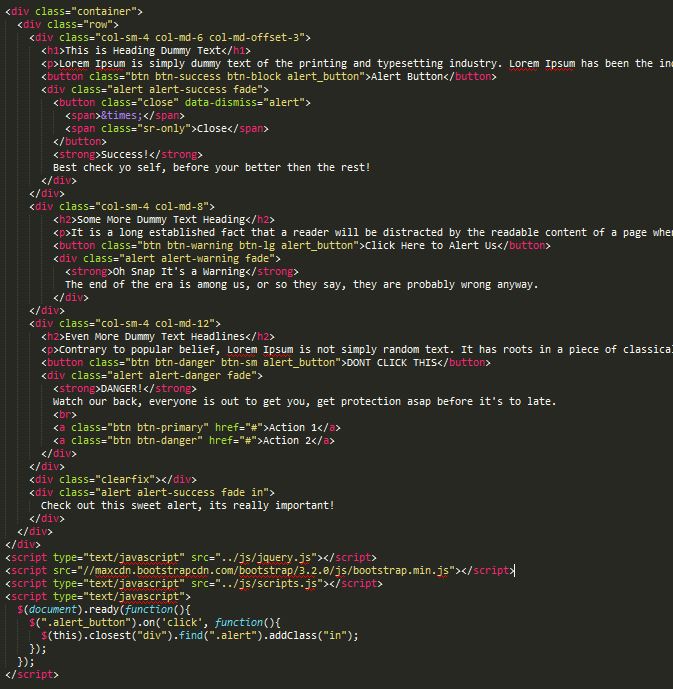 <div class="container">
<div class="row">
<div class="col-sm-4 col-md-6 col-md-offset-3">
<h1>This is Heading Dummy Text</h1>
<p>Lorem Ipsum is simply dummy text of the printing and typesetting industry. Lorem Ipsum has been the in
<button class="btn btn-success btn-block alert_button">Alert Button</button>
<div class="alert alert-success fade">
<button class="close" data-dismiss="alert">
<span>&times;</span>
<span class="sr-only">Close</span>
</button>
<strong>Success!</strong>
Best check yo self, before your better then the rest!
</div>
</div>
<div class="col-sm-4 col-md-8">
<h2>Some More Dummy Text Heading</h2>
<p>It is a long established fact that a reader will be distracted by the readable content of a page whe
<button class="btn btn-warning btn-lg alert_button">Click Here to Alert Us</button>
<div class="alert alert-warning fade">
<strong>Oh Snap It's a Warning</strong>
The end of the era is among us, or so they say, they are probably wrong anyway.
</div>
</div>
<div class="col-sm-4 col-md-12">
<h2>Even More Dummy Text Headlines</h2>
<p>Contrary to popular belief, Lorem Ipsum is not simply random text. It has roots in a piece of classica
<button class="btn btn-danger btn-sm alert_button">DONT CLICK THIS</button>
<div class="alert alert-danger fade">
<strong>DANGER!</strong>
Watch our back, everyone is out to get you, get protection asap before it's to late.
<br>
<a class="btn btn-primary" href="#">Action 1</a>
<a class="btn btn-danger" href="#">Action 2</a>
</div>
</div>
<div class="clearfix"></div>
<div class="alert alert-success fade in">
Check out this sweet alert, its really important!
</div>
</div>
</div>
<script type="text/javascript" src="../js/jquery.js"></script>
<script src="//maxcdn.bootstrapcdn.com/bootstrap/3.2.0/js/bootstrap.min.js"></script>
<script type="text/javascript" src="../js/scripts.js"></script>
<script type="text/javascript">
$(document).ready(function(){
$(".alert_button").on('click', function(){
$(this).closest("div").find(".alert").addClass("in");
});
});
</script>